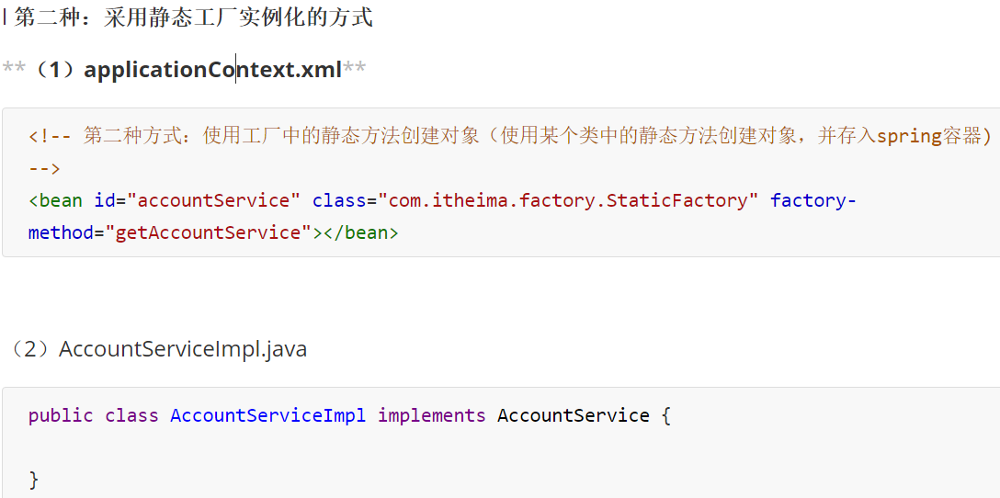 l 第二种：采用静态工厂实例化的方式
**（1）applicationContext.xml**
<!-- 第二种方式：使用工厂中的静态方法创建对象（使用某个类中的静态方法创建对象，并存入spring容器)
-->
<bean id="accountService" class="com.itheima.factory.StaticFactory" factory-
method="getAccountService"></bean>
（2）AccountServiceImpl.java
public class AccountServiceImpl implements AccountService {
}